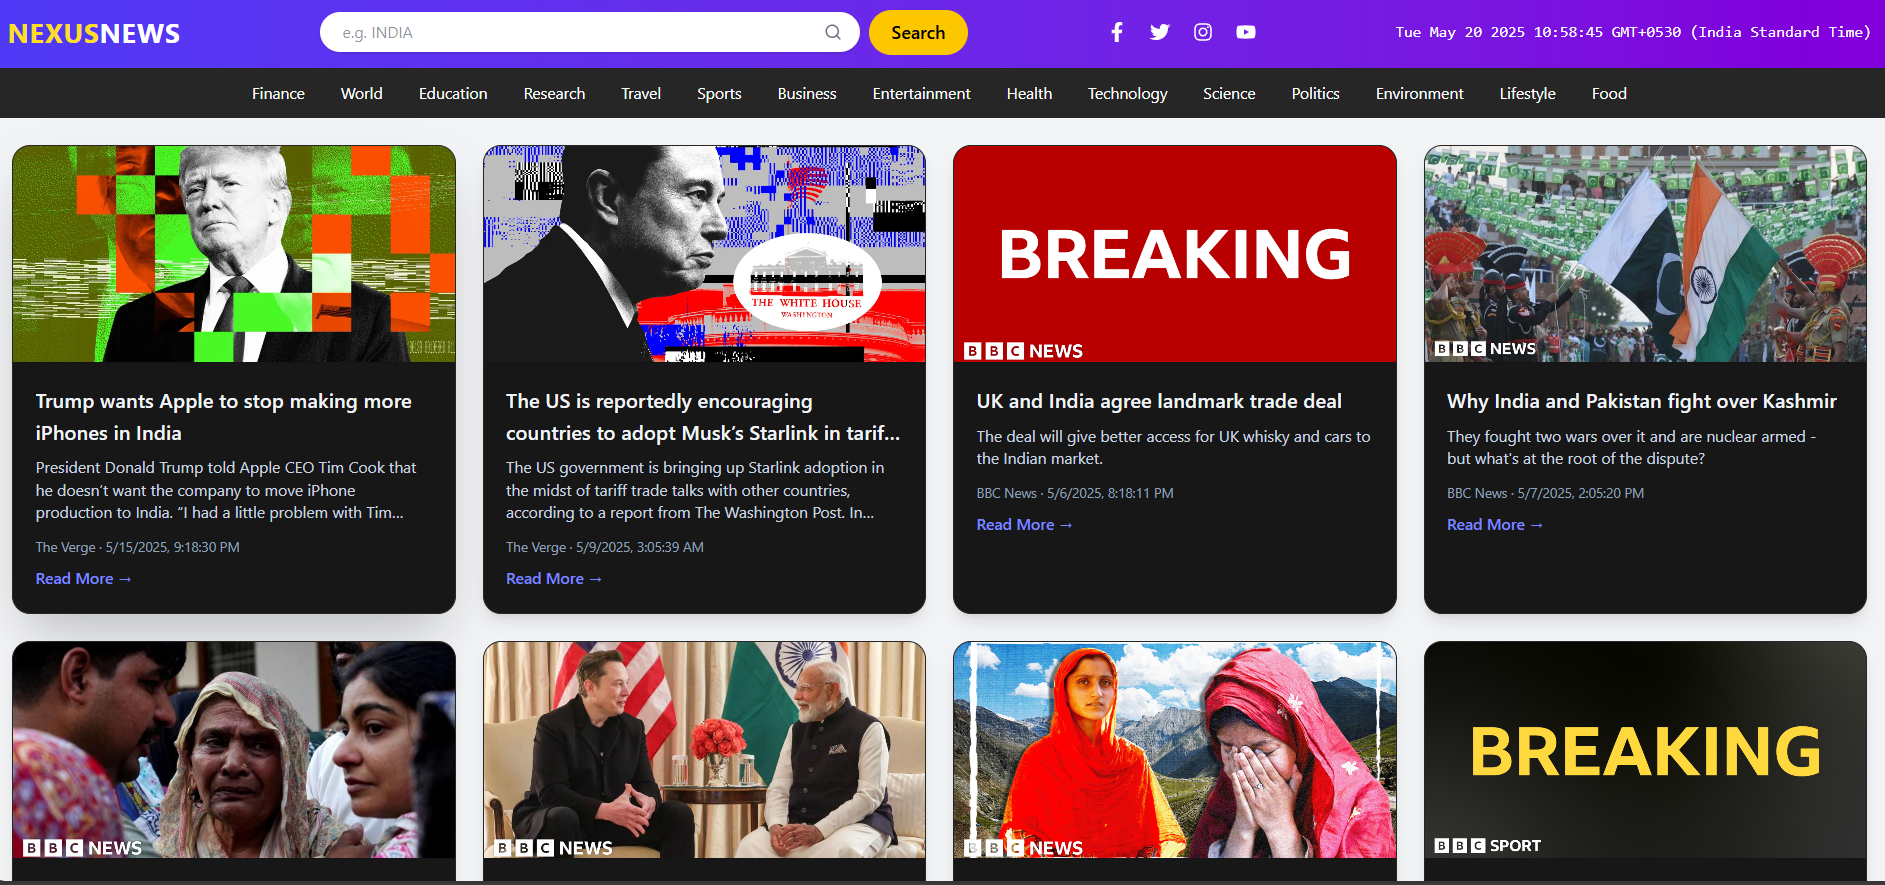 NEXUSNEWS
e.g. INDIA
Search
Tue May 20 2025 10:58:45 GMT+0530 (India Standard Time)
Finance World Education Research Travel Sports Business Entertainment Health Technology Science Politics Environment Lifestyle Food
THE WHITE HOUSE
WASHINGTON
BREAKING
BBC NEWS
BBC NEWS
Trump wants Apple to stop making more
iPhones in India
President Donald Trump told Apple CEO Tim Cook that
he doesn’t want the company to move iPhone
production to India. “I had a little problem with Tim...
The Verge · 5/15/2025, 9:18:30 PM
Read More →
The US is reportedly encouraging
countries to adopt Musk’s Starlink in tarif...
The US government is bringing up Starlink adoption in
the midst of tariff trade talks with other countries,
according to a report from The Washington Post. In...
The Verge · 5/9/2025, 3:05:39 AM
Read More →
UK and India agree landmark trade deal
The deal will give better access for UK whisky and cars to
the Indian market.
BBC News · 5/6/2025, 8:18:11 PM
Read More →
Why India and Pakistan fight over Kashmir
They fought two wars over it and are nuclear armed -
but what's at the root of the dispute?
BBC News · 5/7/2025, 2:05:20 PM
Read More →
BBC NEWS
BBC NEWS
BBC NEWS
BREAKING
BBC SPORT